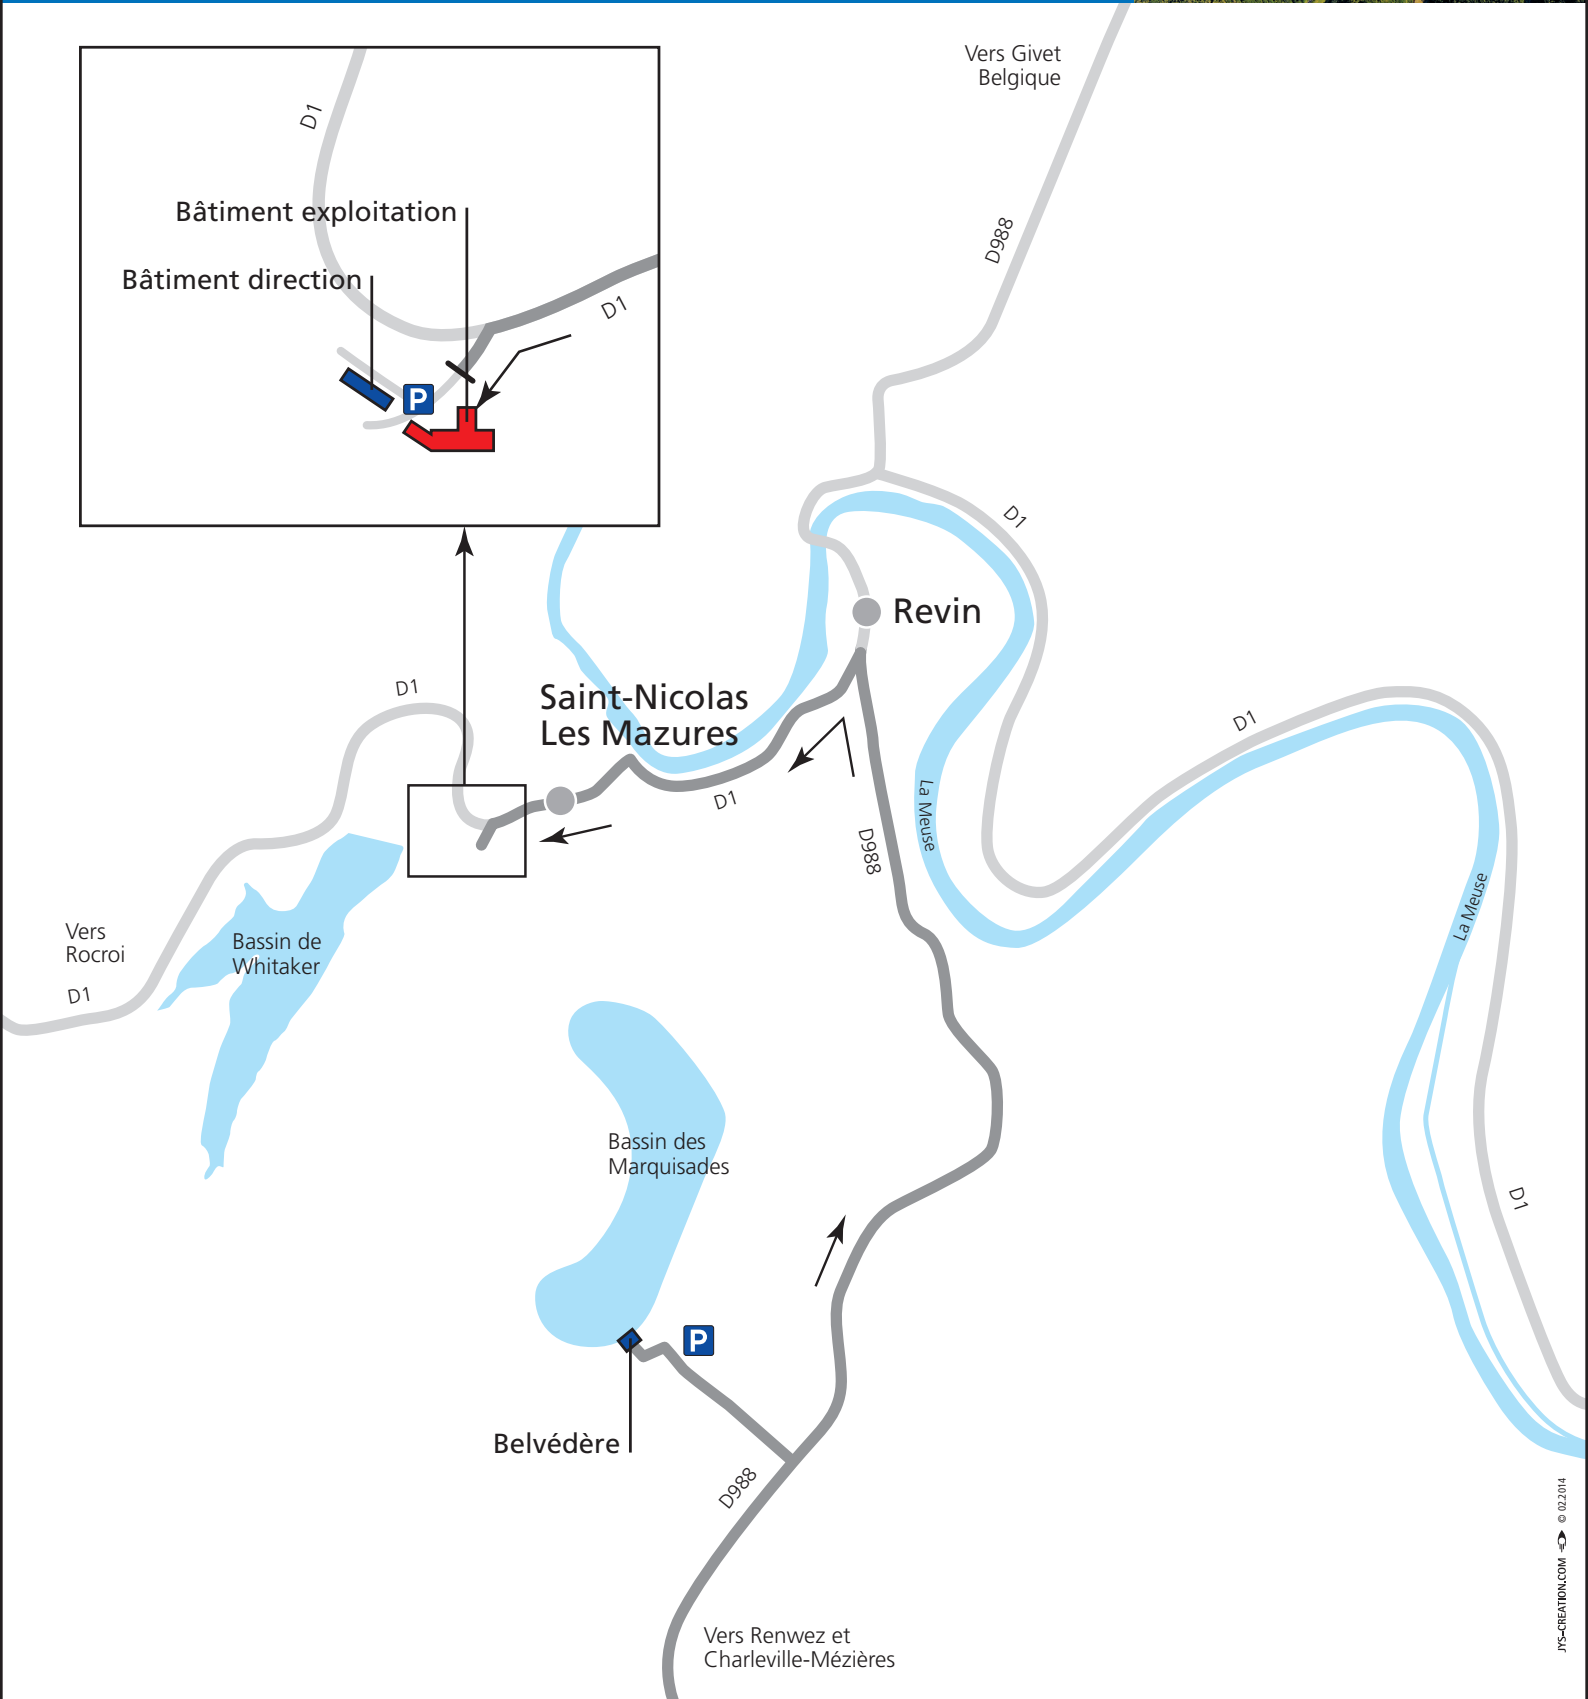 Vers Givet
Belgique
D1
Bâtiment exploitation
D988
Bâtiment direction
D1
P
D1
Revin
D1
Saint-Nicolas
Les Mazures
D1
D1
La Meuse
D988
La Meuse
Vers
Rocroi
D1
Bassin de
Whitaker
Bassin des
Marquisades
D1
P
Belvédère
D988
JYS-CREATION.COM © 02.2014
Vers Renwez et
Charleville-Mézières